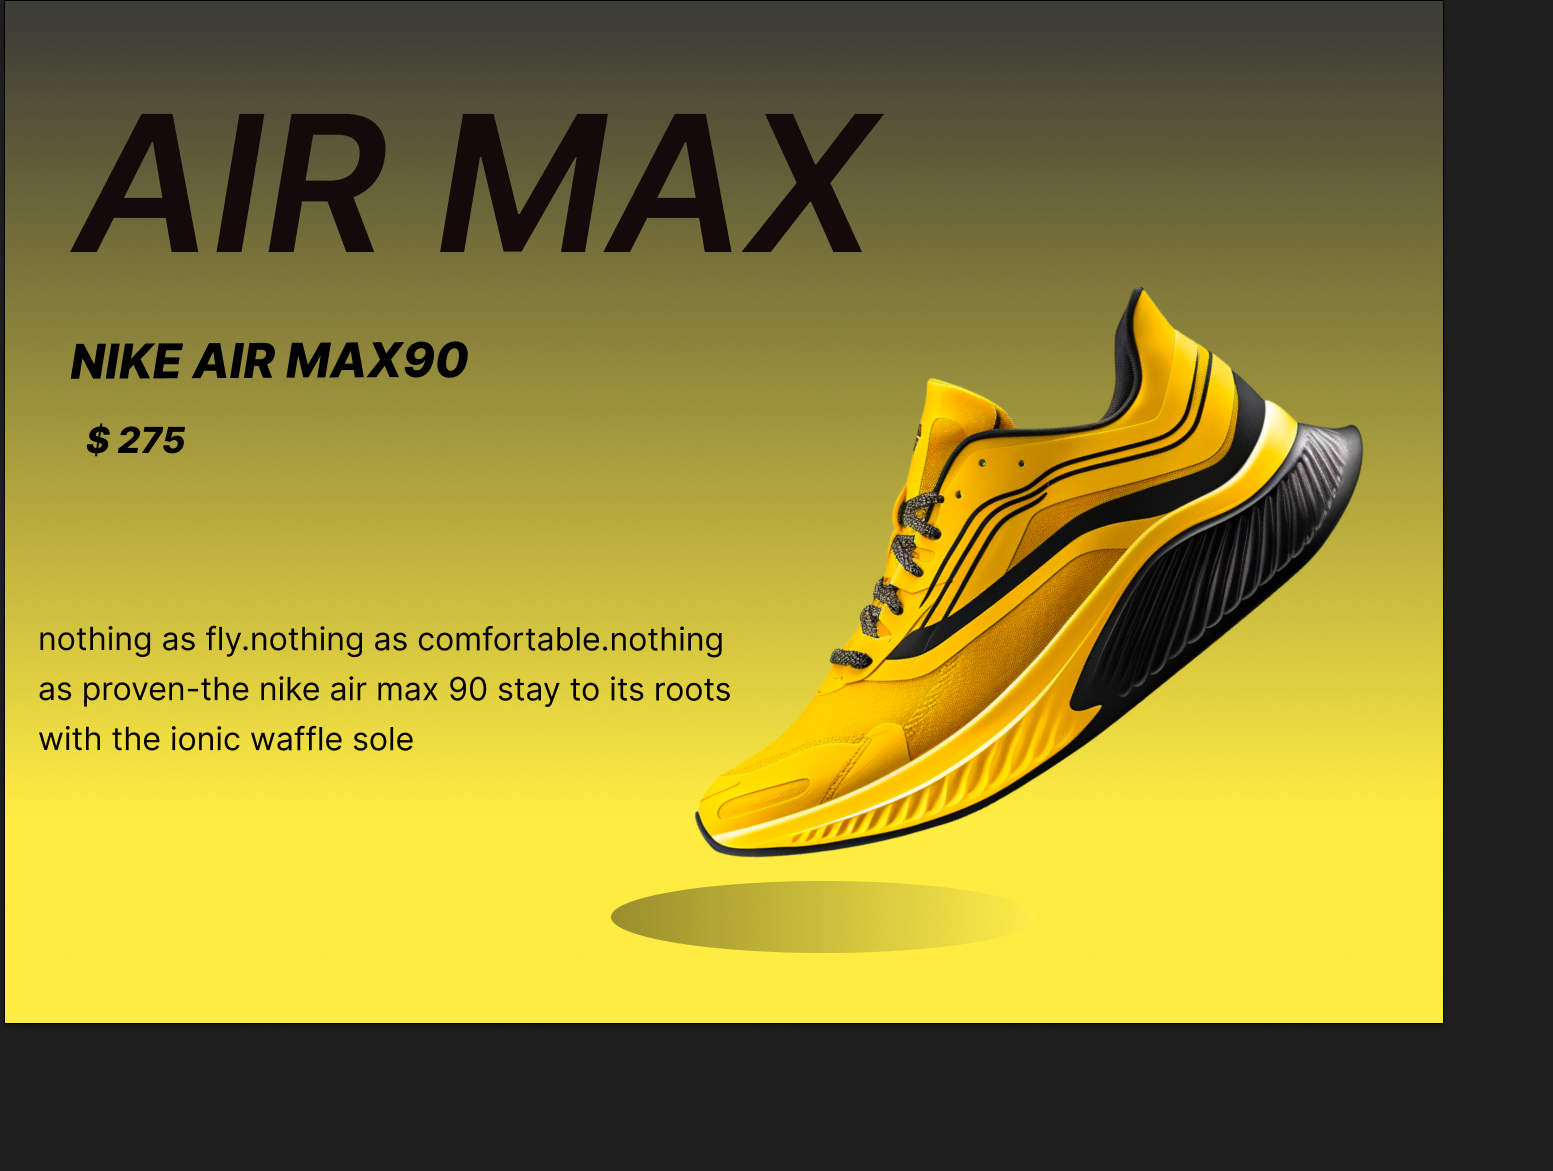 AIR MAX
NIKE AIR MAX90
$ 275
nothing as fly.nothing as comfortable.nothing
as proven-the nike air max 90 stay to its roots
with the ionic waffle sole